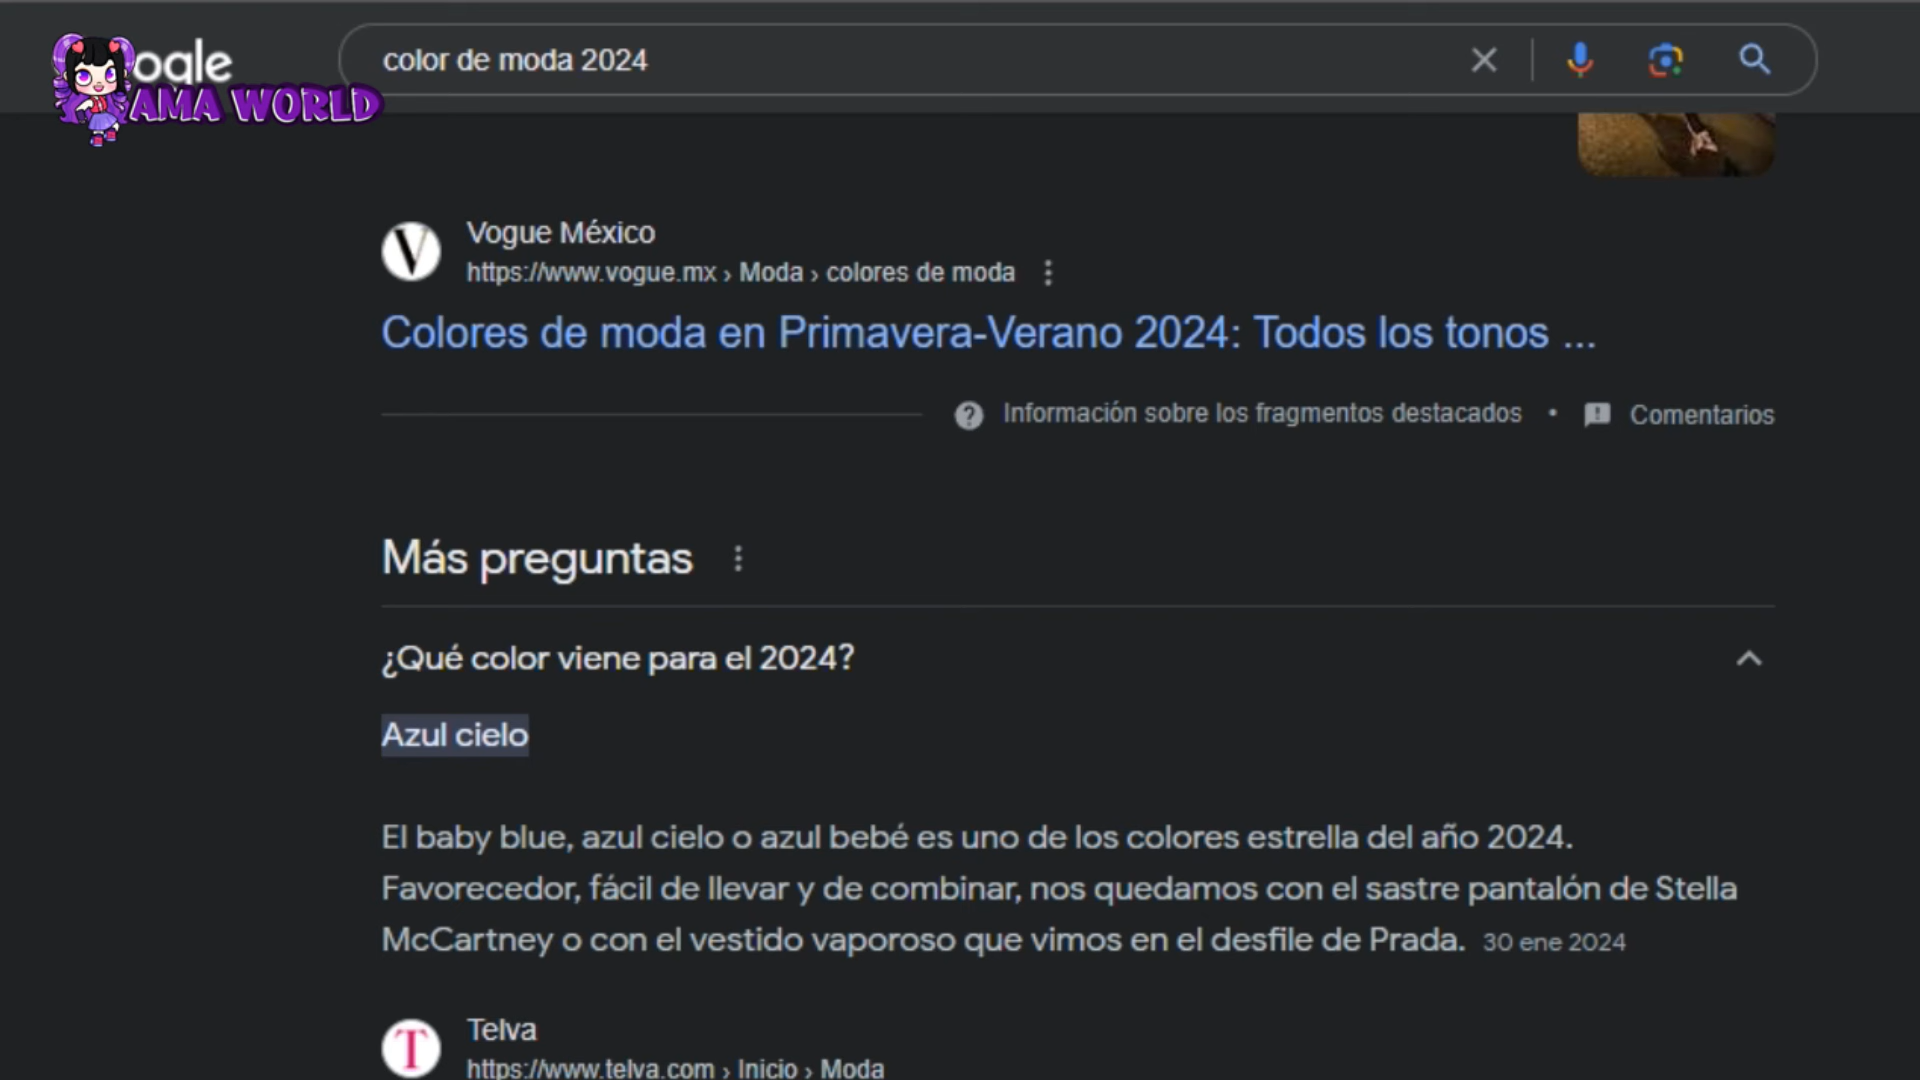 ogle
AMA WORLD
color de moda 2024
Vogue México
https://www.vogue.mx › Moda › colores de moda
Colores de moda en Primavera-Verano 2024: Todos los tonos ...
Información sobre los fragmentos destacados • Comentarios
Más preguntas
¿Qué color viene para el 2024?
Azul cielo
El baby blue, azul cielo o azul bebé es uno de los colores estrella del año 2024.
Favorecedor, fácil de llevar y de combinar, nos quedamos con el sastre pantalón de Stella
McCartney o con el vestido vaporoso que vimos en el desfile de Prada. 30 ene 2024
Telva
https://www.telva.com › Inicio › Moda